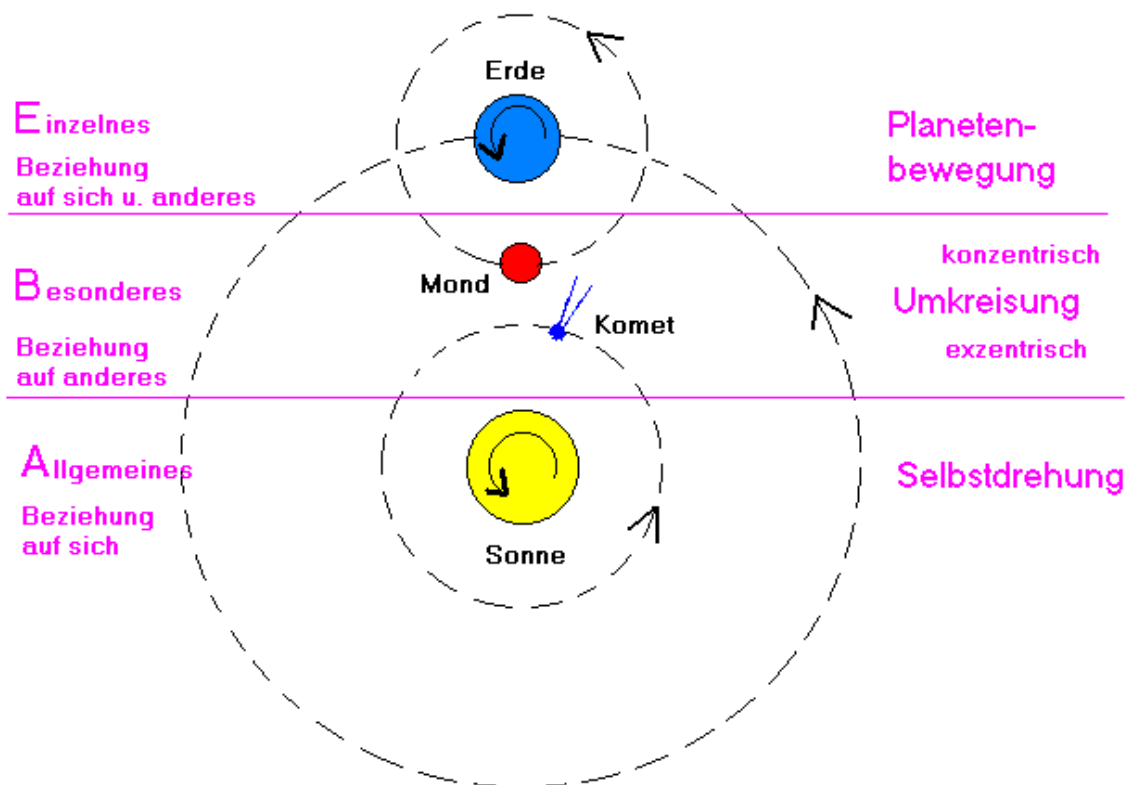 Erde
Einzelnes
Beziehung
auf sich u. anderes
Planeten-
bewegung
Mond
Besonderes
Beziehung
auf anderes
Komet
konzentrisch
Umkreisung
exzentrisch
Allgemeines
Beziehung
auf sich
Sonne
Selbstdrehung